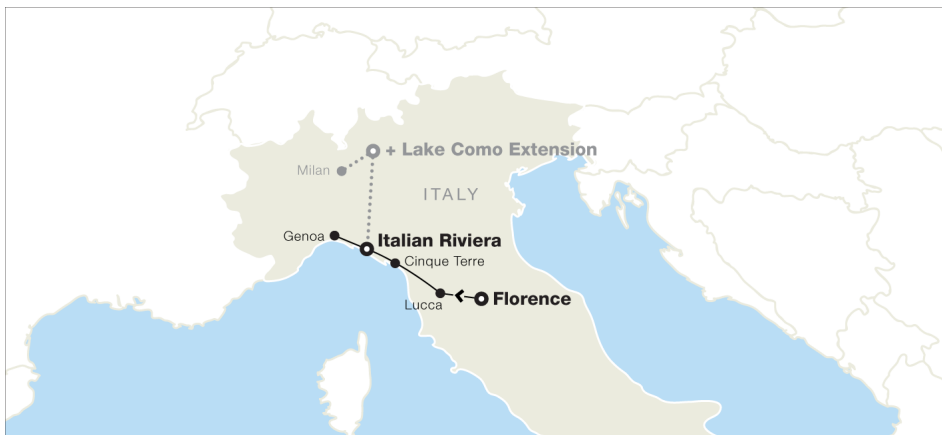 + Lake Como Extension
Milan
ITALY
Genoa
Italian Riviera
Cinque Terre
Lucca
Florence